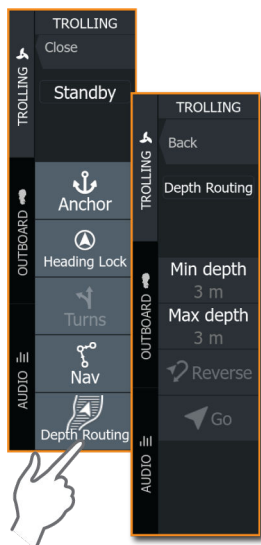 TROLLING
Close
TROLLING
Standby
Anchor
Heading Lock
OUTBOARD
Turns
Nav
AUDIO
Depth Routing
TROLLING
Back
TROLLING
Depth Routing
Min depth
3 m
OUTBOARD
Max depth
3 m
Reverse
Go
AUDIO